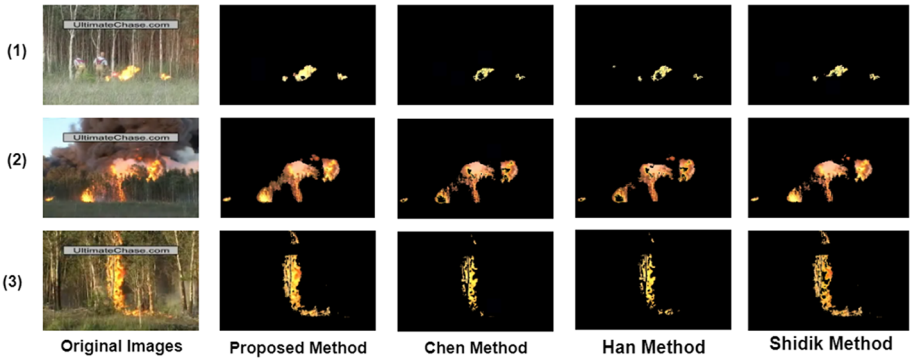 (1)
UltimateChase.com
(2)
UltimateChase.com
(3)
UltimateChase.com
Original Images
Proposed Method
Chen Method
Han Method
Shidik Method